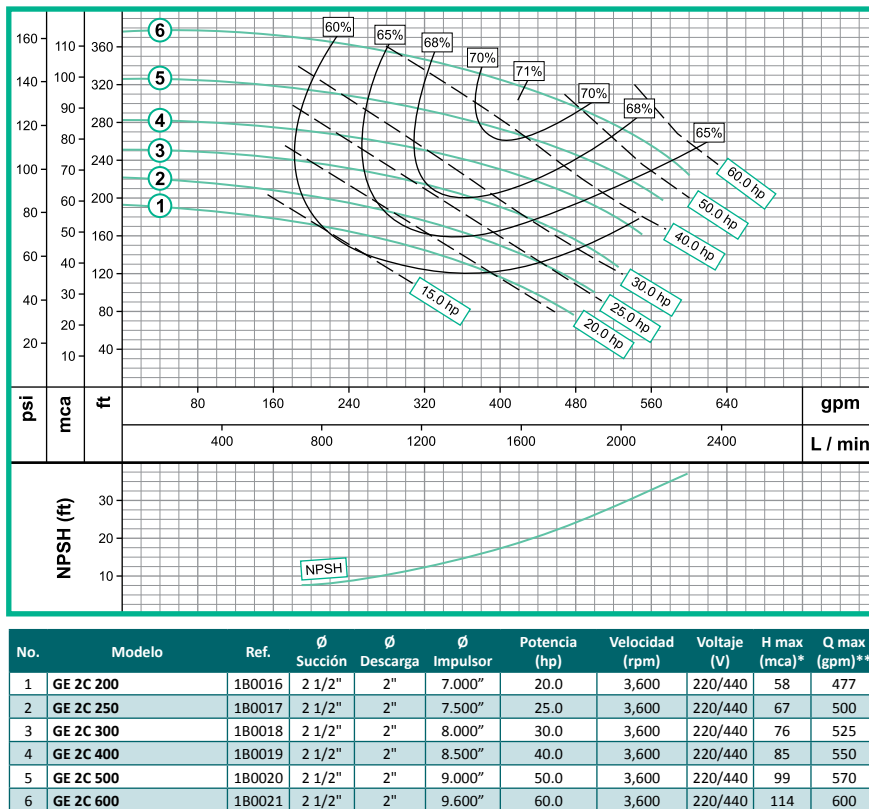 160
140
120
100
80
60
40
20
110
100
90
80
70
60
50
40
30
20
10
360
320
280
240
200
160
120
80
40
6
5
4
3
2
1
60%
65%
68%
70%
71%
70%
68%
65%
60.0 hp
50.0 hp
40.0 hp
30.0 hp
25.0 hp
20.0 hp
15.0 hp
psi mca ft 80 160 240 320 400 480 560 640 gpm
400 800 1200 1600 2000 2400 L / min
NPSH (ft)
30
20
10
NPSH
No. Modelo Ref. Ø Succión Ø Descarga Ø Impulsor Potencia (hp) Velocidad (rpm) Voltaje (V) H max (mca)* Q max (gpm)**
1 GE 2C 200 1B0016 2 1/2" 2" 7.000” 20.0 3,600 220/440 58 477
2 GE 2C 250 1B0017 2 1/2" 2" 7.500” 25.0 3,600 220/440 67 500
3 GE 2C 300 1B0018 2 1/2" 2" 8.000” 30.0 3,600 220/440 76 525
4 GE 2C 400 1B0019 2 1/2" 2" 8.500” 40.0 3,600 220/440 85 550
5 GE 2C 500 1B0020 2 1/2" 2" 9.000” 50.0 3,600 220/440 99 570
6 GE 2C 600 1B0021 2 1/2" 2" 9.600” 60.0 3,600 220/440 114 600